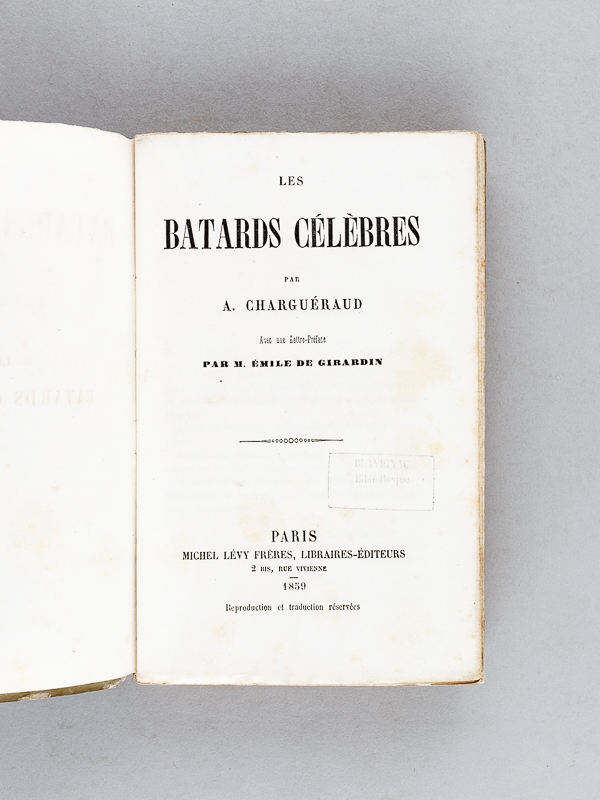 LES
BATARDS CÉLÈBRES
PAR
A. CHARGUÉRAUD
Avec une Lettre-Préface
PAR M. ÉMILE DE GIRARDIN
Bibliothèque
PARIS
MICHEL LÉVY FRÈRES, LIBRAIRES-ÉDITEURS
2 BIS, RUE VIVIENNE
1859
Reproduction et traduction réservées